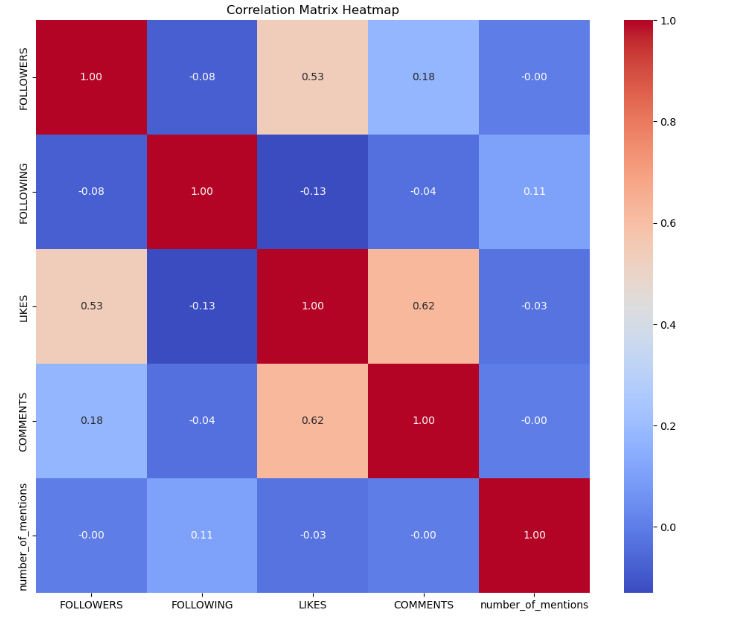 Correlation Matrix Heatmap
FOLLOWERS 1.00 -0.08 0.53 0.18 -0.00
FOLLOWING -0.08 1.00 -0.13 -0.04 0.11
LIKES 0.53 -0.13 1.00 0.62 -0.03
COMMENTS 0.18 -0.04 0.62 1.00 -0.00
number_of_mentions -0.00 0.11 -0.03 -0.00 1.00
FOLLOWERS FOLLOWING LIKES COMMENTS number_of_mentions
1.0
0.8
0.6
0.4
0.2
0.0